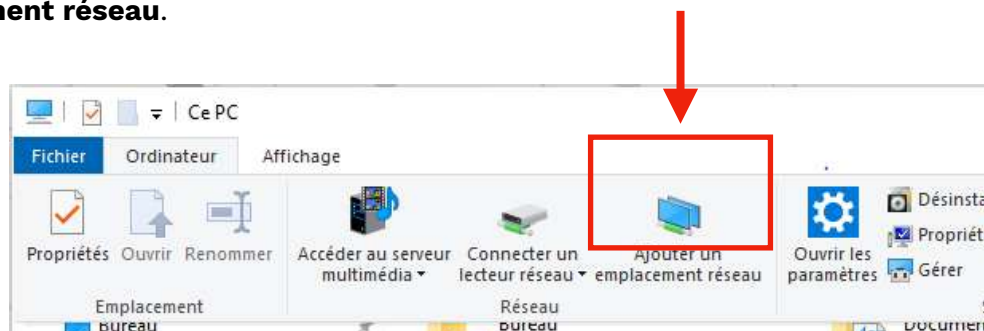 ent réseau.
Ce PC
Fichier Ordinateur Affichage
Propriétés Ouvrir Renommer
Accéder au serveur
multimédia
Connecter un
lecteur réseau
Ajouter un
emplacement réseau
Ouvrir les
paramètres
Désinsta
Propriét
Gérer
Emplacement
Réseau
Bureau
Bureau
Documen